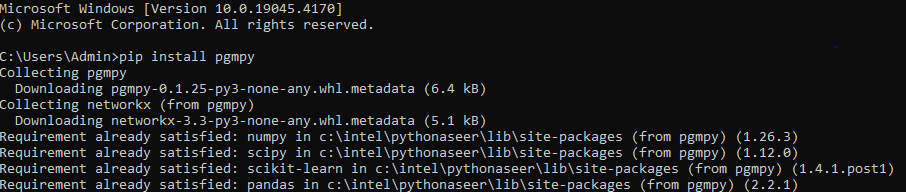 Microsoft Windows [Version 10.0.19045.4170]
(c) Microsoft Corporation. All rights reserved.
C:\Users\Admin>pip install pgmpy
Collecting pgmpy
  Downloading pgmpy-0.1.25-py3-none-any.whl.metadata (6.4 kB)
Collecting networkx (from pgmpy)
  Downloading networkx-3.3-py3-none-any.whl.metadata (5.1 kB)
Requirement already satisfied: numpy in c:\intel\pythonaseer\lib\site-packages (from pgmpy) (1.26.3)
Requirement already satisfied: scipy in c:\intel\pythonaseer\lib\site-packages (from pgmpy) (1.12.0)
Requirement already satisfied: scikit-learn in c:\intel\pythonaseer\lib\site-packages (from pgmpy) (1.4.1.post1)
Requirement already satisfied: pandas in c:\intel\pythonaseer\lib\site-packages (from pgmpy) (2.2.1)